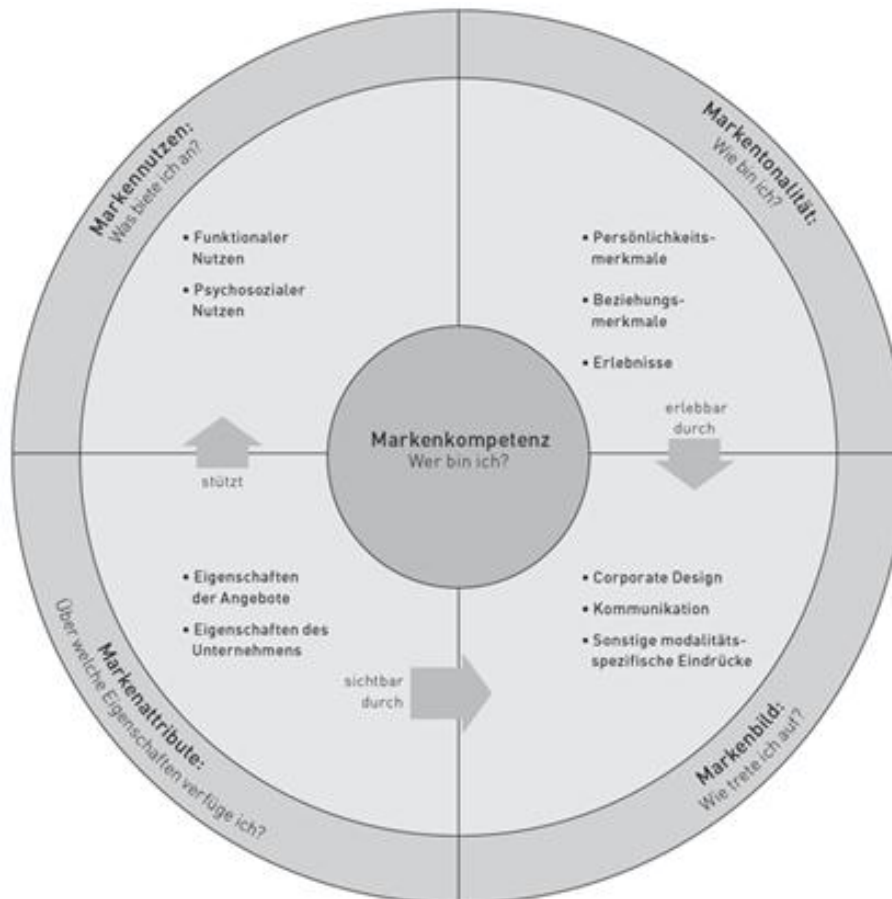 Markennutzen:
Was biete ich an?
• Funktionaler
Nutzen
• Psychosozialer
Nutzen
Markentonalität:
Wie bin ich?
• Persönlichkeits-
merkmale
• Beziehungs-
merkmale
• Erlebnisse
erlebbar
durch
Markenkompetenz
Wer bin ich?
stützt
• Eigenschaften
der Angebote
• Eigenschaften des
Unternehmens
Markenattribute:
Über welche Eigenschaften verfüge ich?
sichtbar
durch
• Corporate Design
• Kommunikation
• Sonstige modalitäts-
spezifische Eindrücke
Markenbild:
Wie trete ich auf?